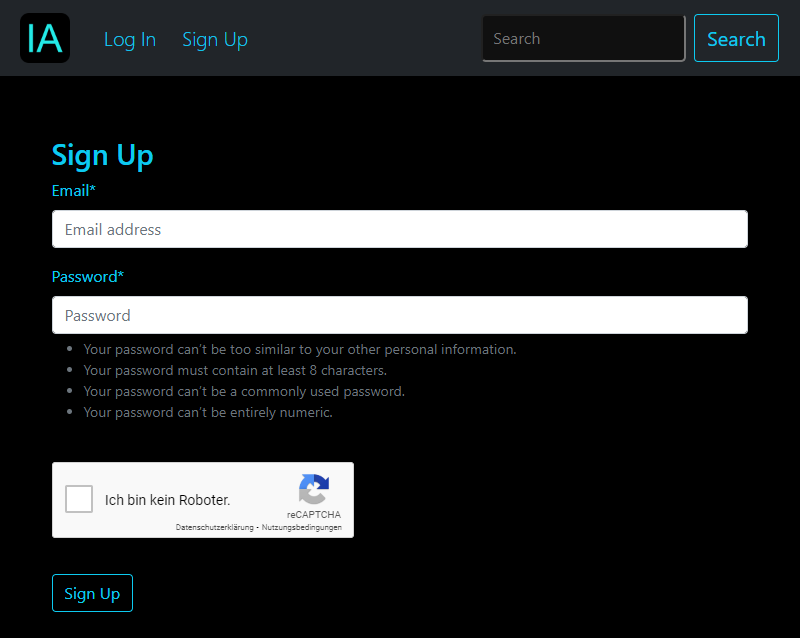 IA Log In Sign Up Search Search
Sign Up
Email*
Email address
Password*
Password
Your password can't be too similar to your other personal information.
Your password must contain at least 8 characters.
Your password can't be a commonly used password.
Your password can't be entirely numeric.
Ich bin kein Roboter.
reCAPTCHA
Datenschutzerklärung - Nutzungsbedingungen
Sign Up